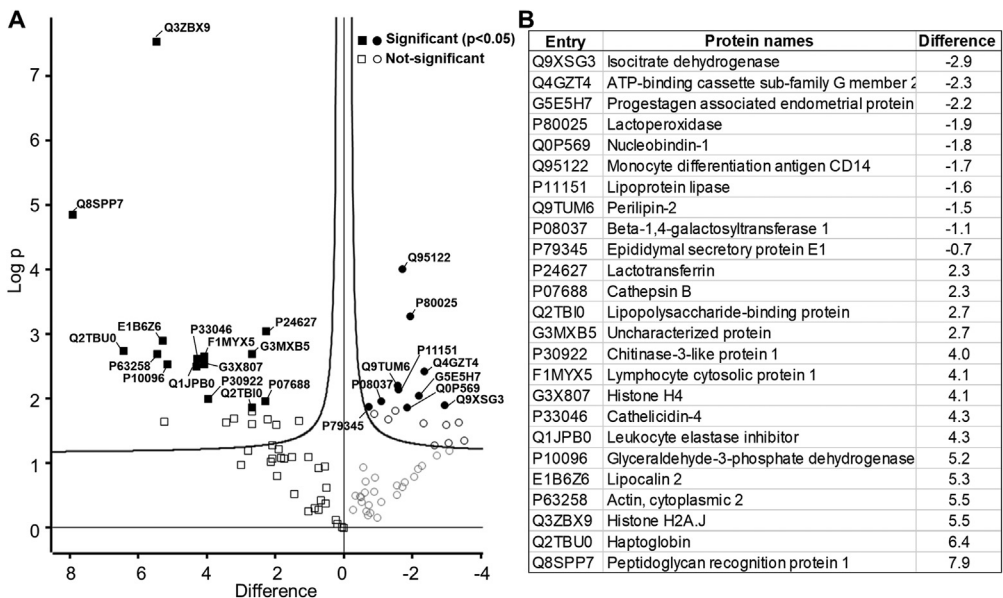 A
Q3ZBX9
Significant (p<0.05)
Not-significant
7
6
5
4
3
2
1
0
Log p
Q8SPP7
Q95122
P80025
P24627
P33046
E1B6Z6
F1MYX5
Q2TBU0
G3MXB5
P11151
P63258
G3X807
Q9TUM6
Q4GZT4
P10096
Q1JPB0
P30922
P07688
P08037
G5E5H7
Q2TBI0
Q0P569
Q9XSG3
P79345
8 6 4 2 0 -2 -4
Difference
B
Entry Protein names Difference
Q9XSG3 Isocitrate dehydrogenase -2.9
Q4GZT4 ATP-binding cassette sub-family G member 2 -2.3
G5E5H7 Progestagen associated endometrial protein -2.2
P80025 Lactoperoxidase -1.9
Q0P569 Nucleobindin-1 -1.8
Q95122 Monocyte differentiation antigen CD14 -1.7
P11151 Lipoprotein lipase -1.6
Q9TUM6 Perilipin-2 -1.5
P08037 Beta-1,4-galactosyltransferase 1 -1.1
P79345 Epididymal secretory protein E1 -0.7
P24627 Lactotransferrin 2.3
P07688 Cathepsin B 2.3
Q2TBI0 Lipopolysaccharide-binding protein 2.7
G3MXB5 Uncharacterized protein 2.7
P30922 Chitinase-3-like protein 1 4.0
F1MYX5 Lymphocyte cytosolic protein 1 4.1
G3X807 Histone H4 4.1
P33046 Cathelicidin-4 4.3
Q1JPB0 Leukocyte elastase inhibitor 4.3
P10096 Glyceraldehyde-3-phosphate dehydrogenase 5.2
E1B6Z6 Lipocalin 2 5.3
P63258 Actin, cytoplasmic 2 5.5
Q3ZBX9 Histone H2A.J 5.5
Q2TBU0 Haptoglobin 6.4
Q8SPP7 Peptidoglycan recognition protein 1 7.9